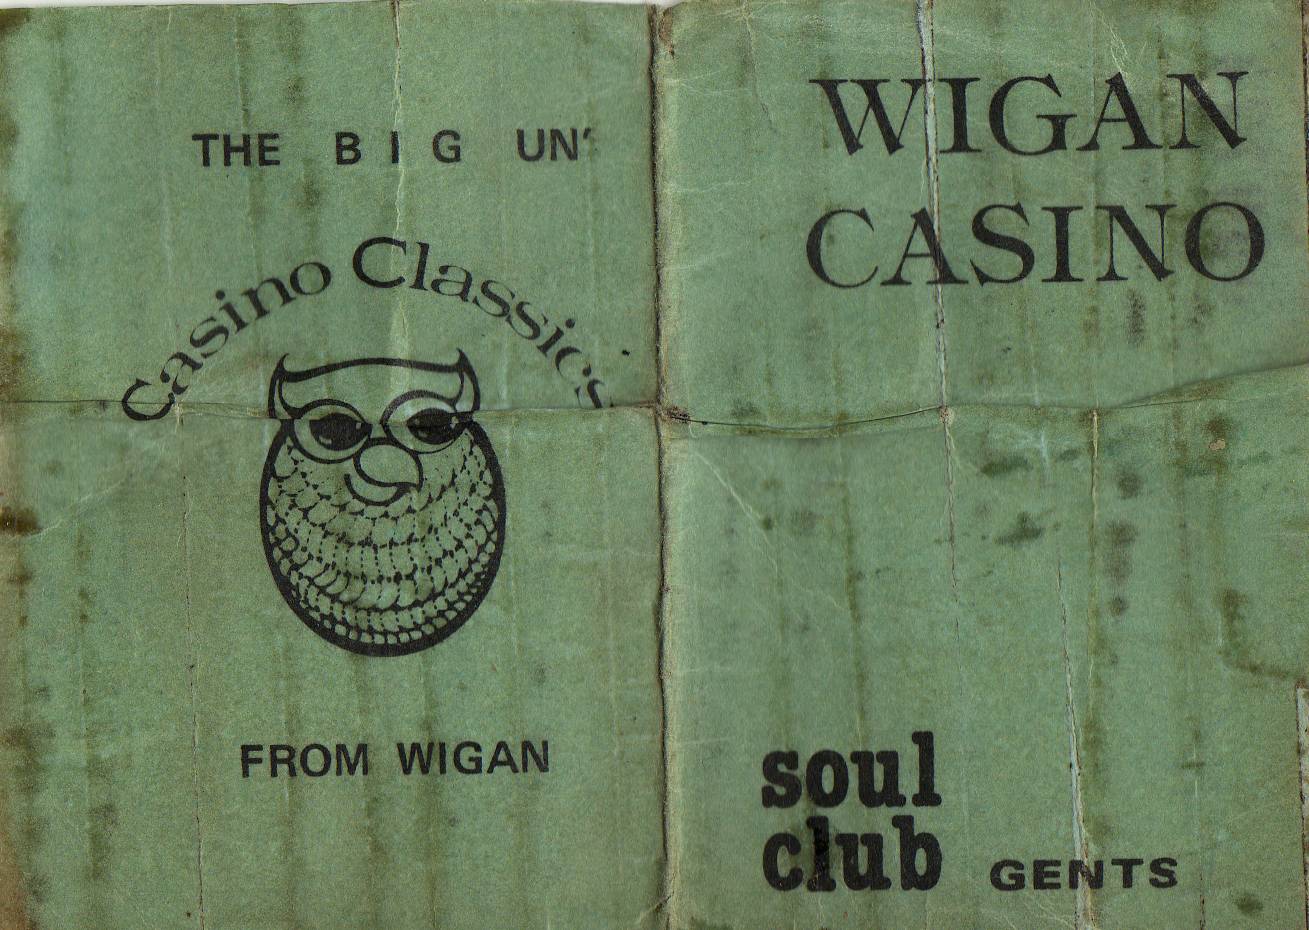 THE BIG UN'
Casino Classics
FROM WIGAN
WIGAN
CASINO
soul
club
GENTS